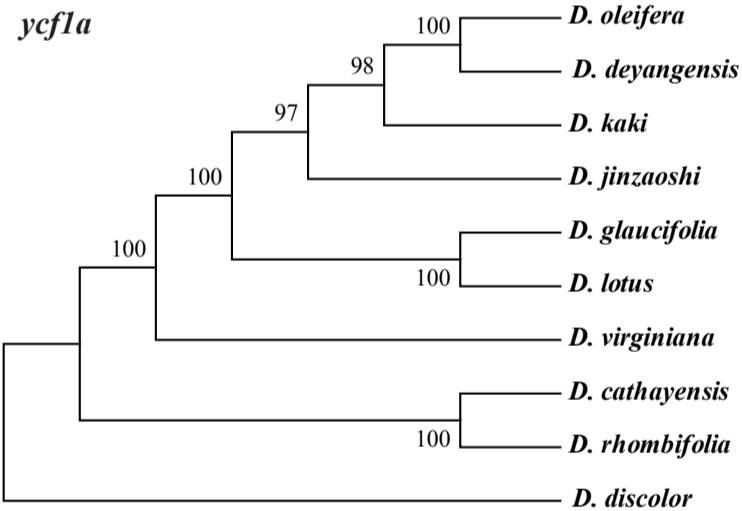 ycf1a
100
D. oleifera
98
D. deyangensis
97
D. kaki
100
D. jinzaoshi
100
D. glaucifolia
100
D. lotus
D. virginiana
D. cathayensis
100
D. rhombifolia
D. discolor